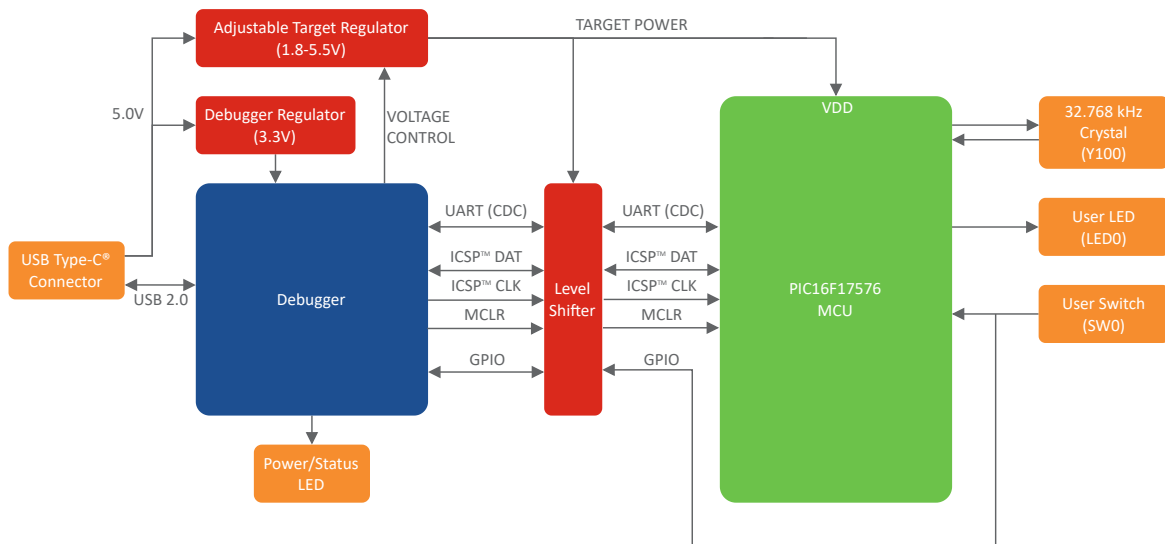 Adjustable Target Regulator
(1.8-5.5V)
TARGET POWER
5.0V
Debugger Regulator
(3.3V)
VOLTAGE
CONTROL
VDD
32.768 kHz
Crystal
(Y100)
UART (CDC)
UART (CDC)
User LED
(LED0)
USB Type-C®
Connector
USB 2.0
Debugger
ICSP™ DAT
ICSP™ CLK
MCLR
GPIO
Level
Shifter
ICSP™ DAT
ICSP™ CLK
MCLR
GPIO
PIC16F17576
MCU
User Switch
(SW0)
Power/Status
LED